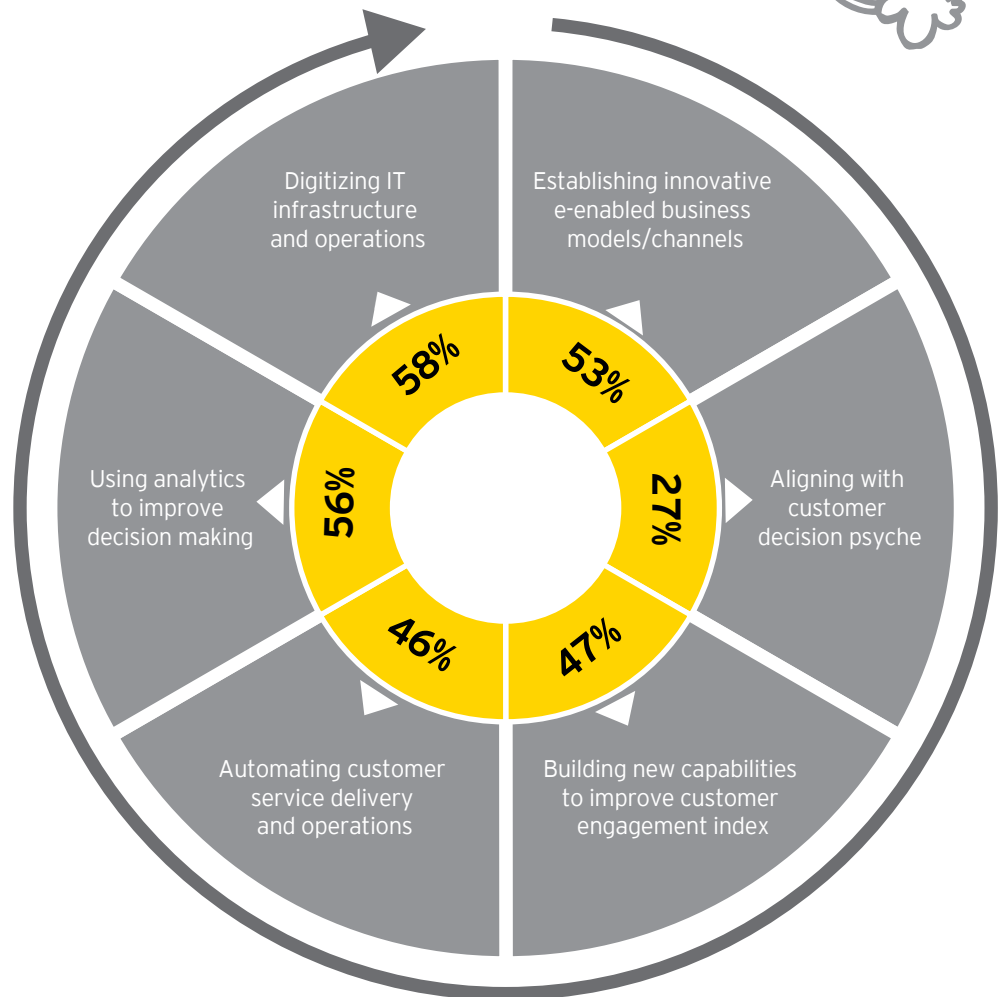 Digitizing IT
infrastructure
and operations
Establishing innovative
e-enabled business
models/channels
58%
53%
Using analytics
to improve
decision making
56%
27%
Aligning with
customer
decision psyche
46%
47%
Automating customer
service delivery
and operations
Building new capabilities
to improve customer
engagement index